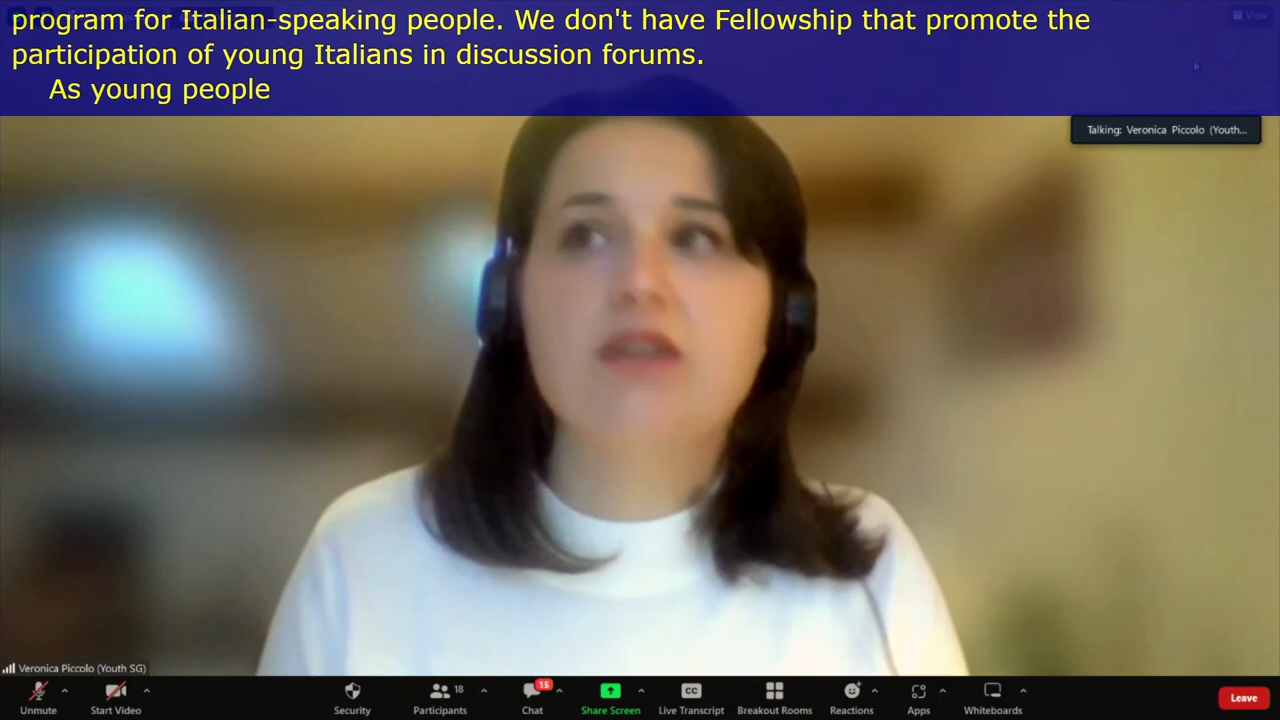 program for Italian-speaking people. We don't have Fellowship that promote the
participation of young Italians in discussion forums.
As young people
View
Talking: Veronica Piccolo (Youth...
Veronica Piccolo (Youth SG)
Unmute
Start Video
Security
Participants
18
Chat
15
Share Screen
CC
Live Transcript
Breakout Rooms
Reactions
Apps
Whiteboards
Leave